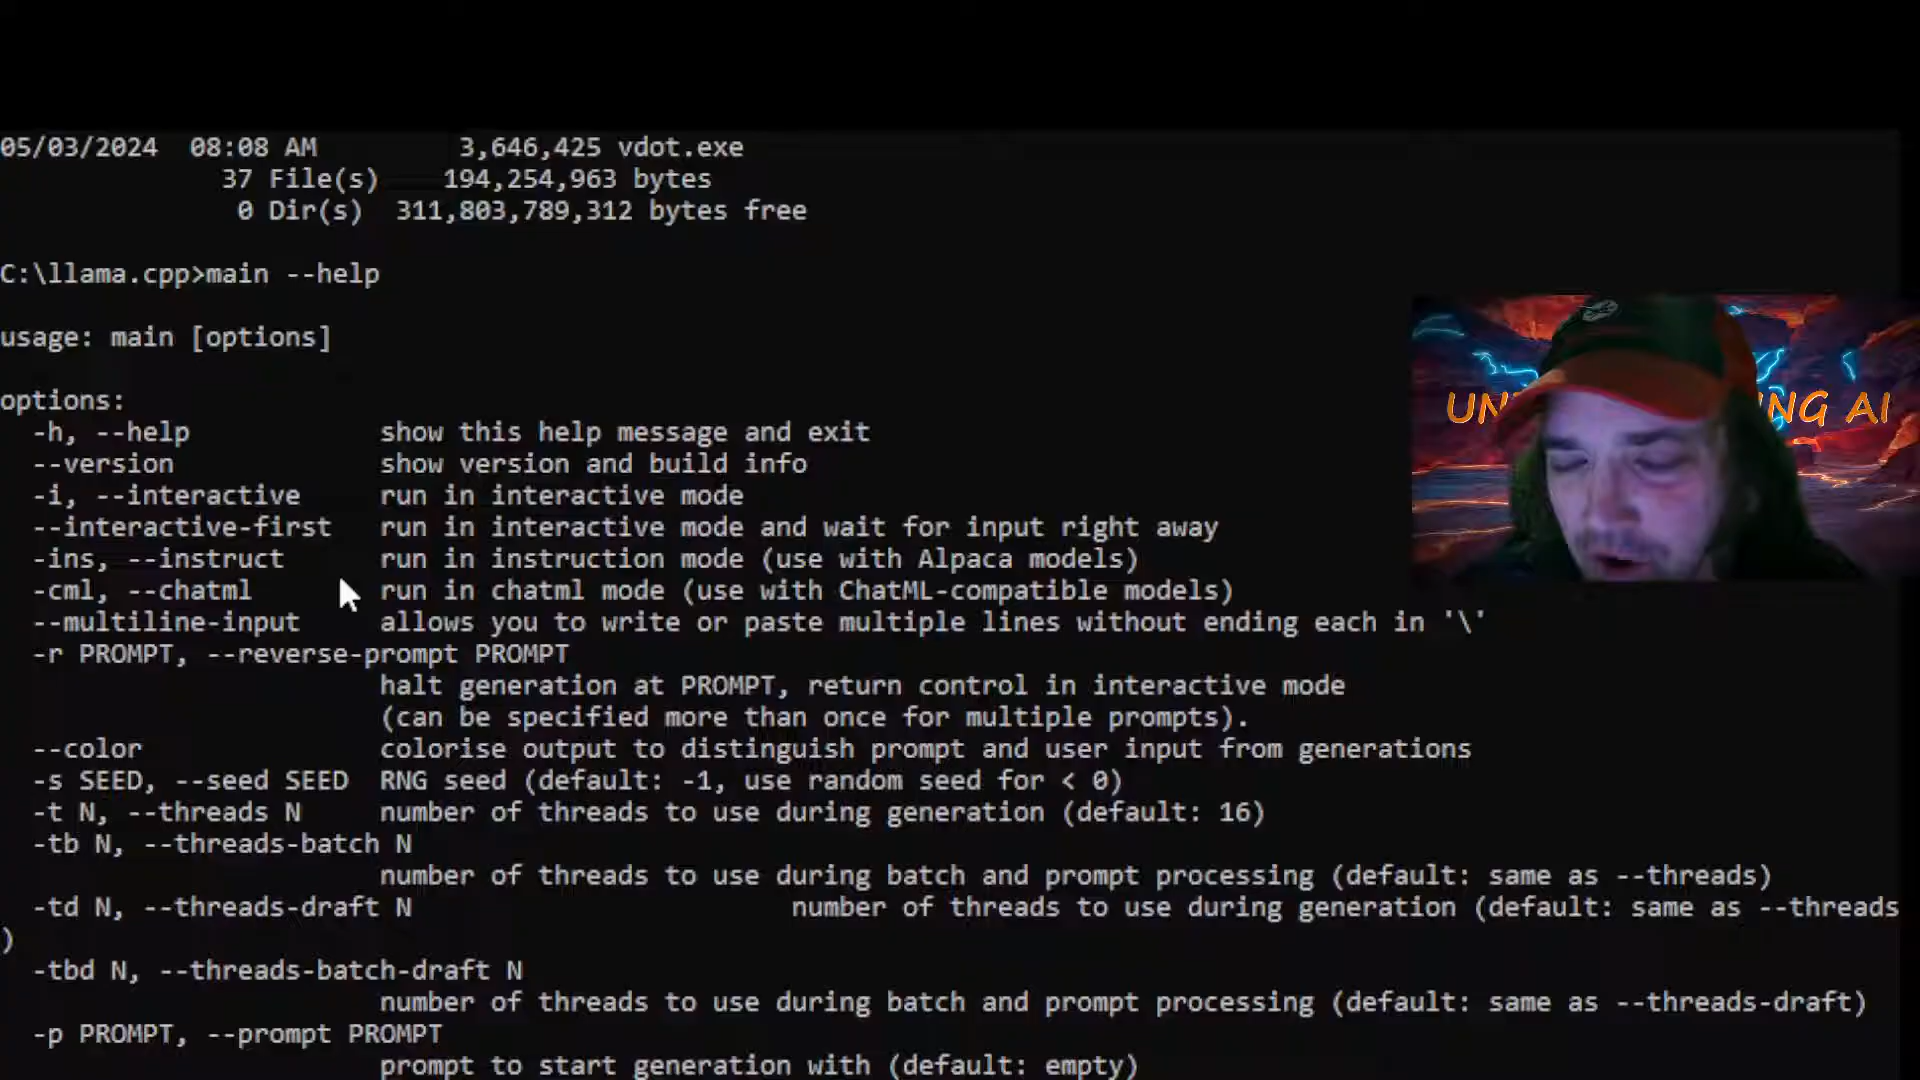 05/03/2024  08:08 AM         3,646,425 vdot.exe
37 File(s)    194,254,963 bytes
0 Dir(s)  311,803,789,312 bytes free
C:\llama.cpp>main --help
usage: main [options]
options:
-h, --help            show this help message and exit
--version             show version and build info
-i, --interactive     run in interactive mode
--interactive-first   run in interactive mode and wait for input right away
-ins, --instruct      run in instruction mode (use with Alpaca models)
-cml, --chatml        run in chatml mode (use with ChatML-compatible models)
--multiline-input     allows you to write or paste multiple lines without ending each in '\'
-r PROMPT, --reverse-prompt PROMPT
halt generation at PROMPT, return control in interactive mode
(can be specified more than once for multiple prompts).
--color               colorise output to distinguish prompt and user input from generations
-s SEED, --seed SEED  RNG seed (default: -1, use random seed for < 0)
-t N, --threads N     number of threads to use during generation (default: 16)
-tb N, --threads-batch N
number of threads to use during batch and prompt processing (default: same as --threads)
-td N, --threads-draft N                        number of threads to use during generation (default: same as --threads
)
-tbd N, --threads-batch-draft N
number of threads to use during batch and prompt processing (default: same as --threads-draft)
-p PROMPT, --prompt PROMPT
prompt to start generation with (default: empty)
AI